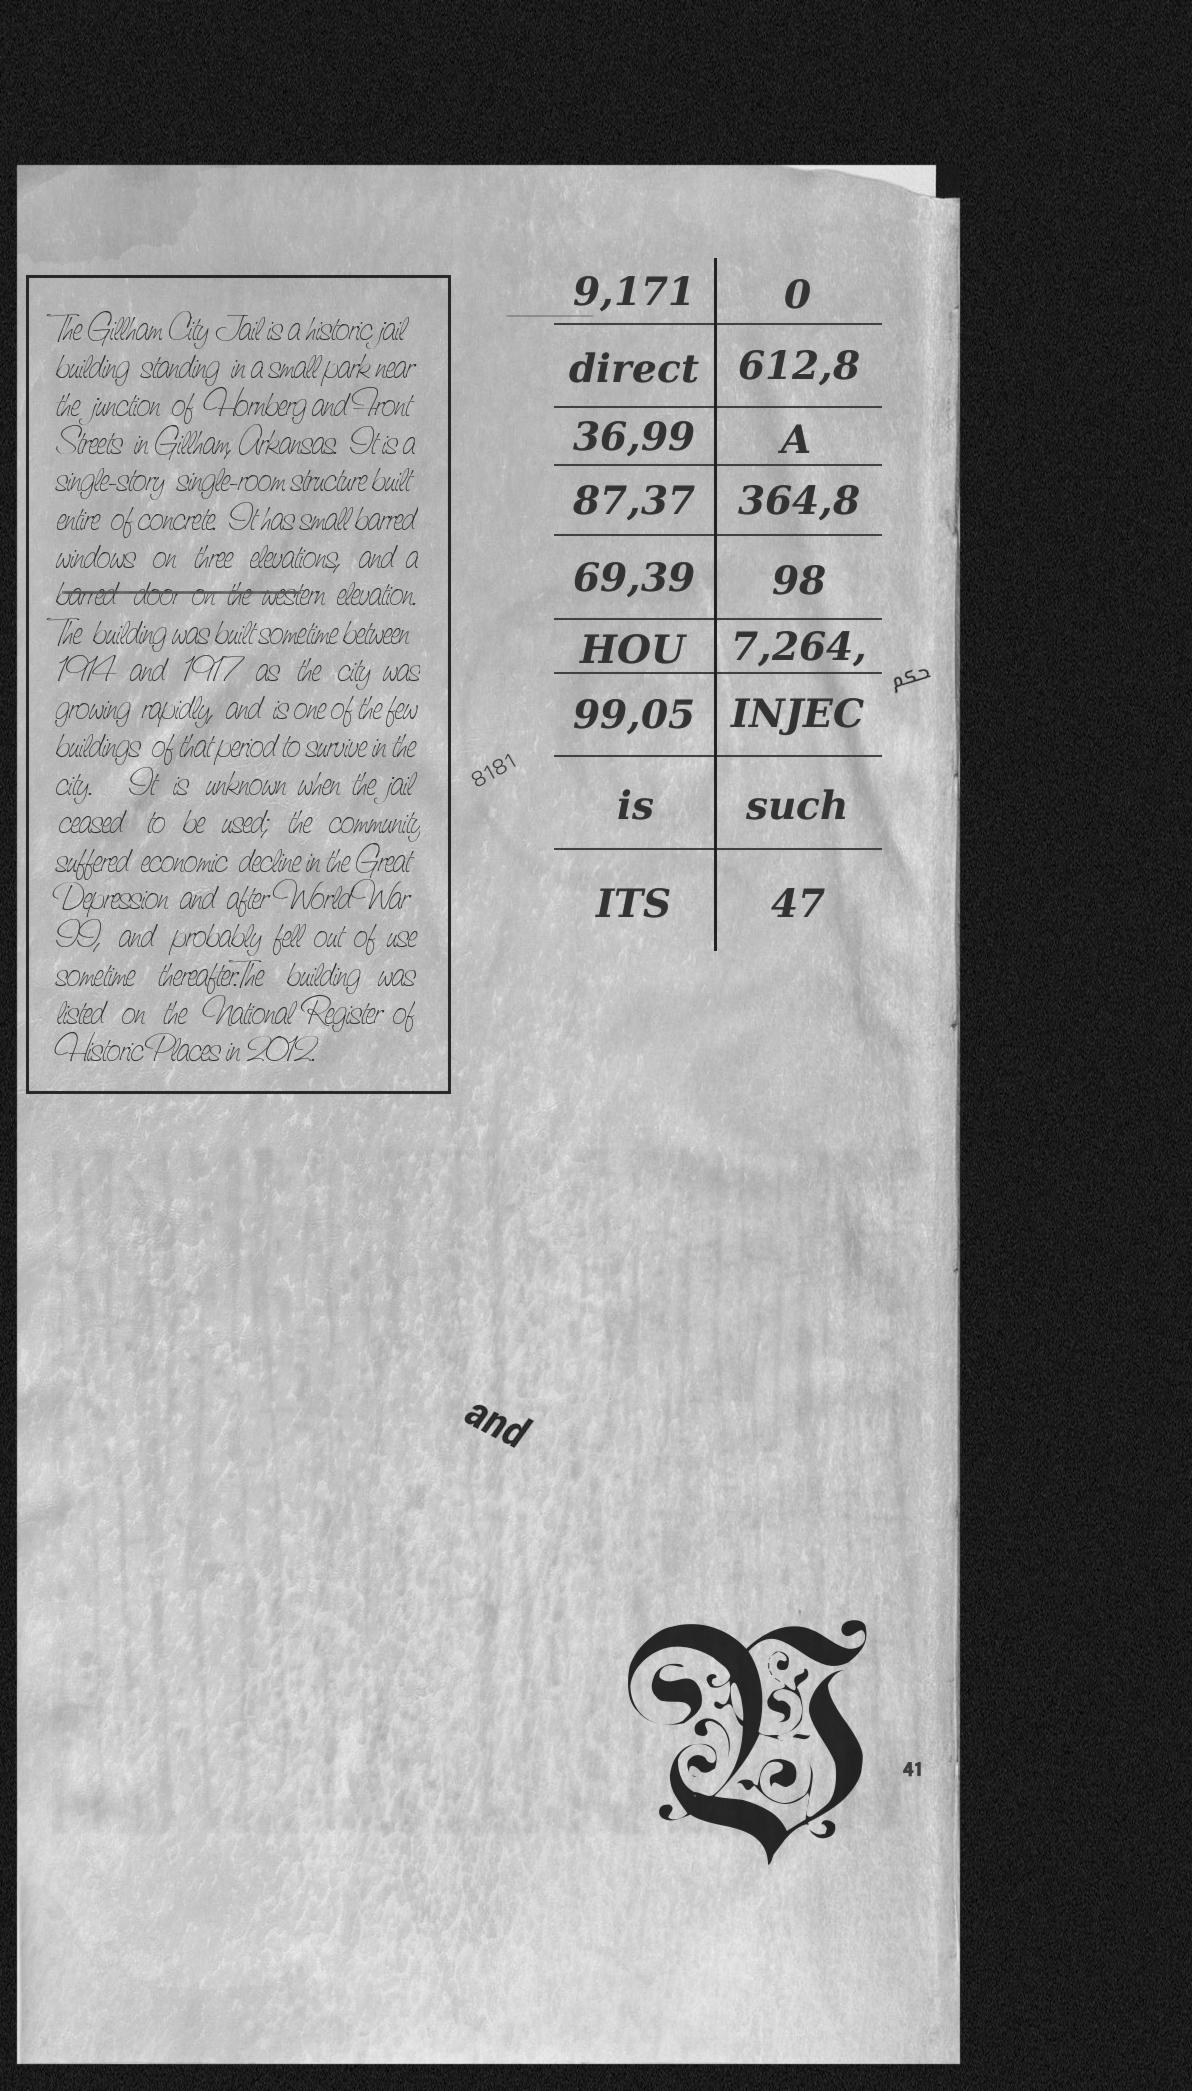 The Gillham City Jail is a historic jail
building standing in a small park near
the junction of Hornberg and Front
Streets in Gillham, Arkansas. It is a
single-story single-room structure built
entire of concrete. It has small barred
windows on three elevations, and a
barred door on the western elevation.
The building was built sometime between
1914 and 1917 as the city was
growing rapidly, and is one of the few
buildings of that period to survive in the
city. It is unknown when the jail
ceased to be used; the community
suffered economic decline in the Great
Depression and after World War
II, and probably fell out of use
sometime thereafter.The building was
listed on the National Register of
Historic Places in 2012.
9,171 0
direct 612,8
36,99 A
87,37 364,8
69,39 98
HOU 7,264,
99,05 INJEC
is such
ITS 47
حكم
8181
and
V
41